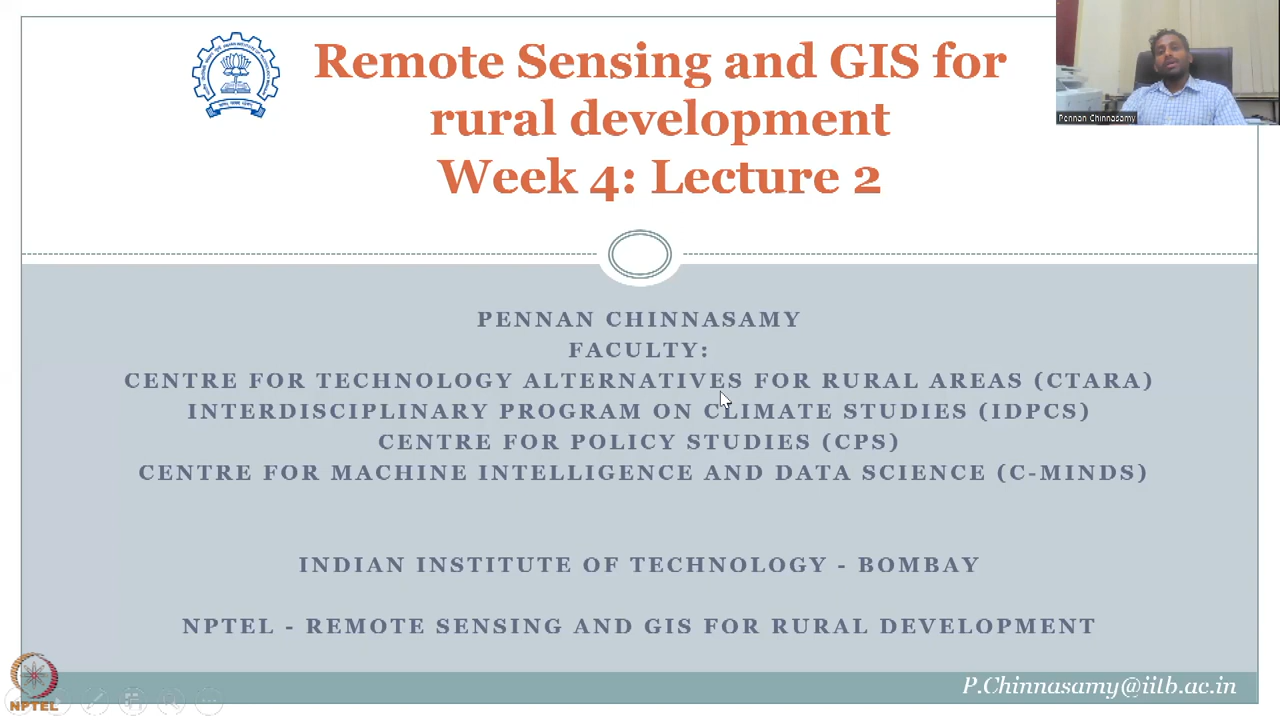 Remote Sensing and GIS for
rural development
Week 4: Lecture 2
Pennan Chinnasamy
PENNAN CHINNASAMY
FACULTY:
CENTRE FOR TECHNOLOGY ALTERNATIVES FOR RURAL AREAS (CTARA)
INTERDISCIPLINARY PROGRAM ON CLIMATE STUDIES (IDPCS)
CENTRE FOR POLICY STUDIES (CPS)
CENTRE FOR MACHINE INTELLIGENCE AND DATA SCIENCE (C-MINDS)
INDIAN INSTITUTE OF TECHNOLOGY - BOMBAY
NPTEL - REMOTE SENSING AND GIS FOR RURAL DEVELOPMENT
P.Chinnasamy@iitb.ac.in
NPTEL